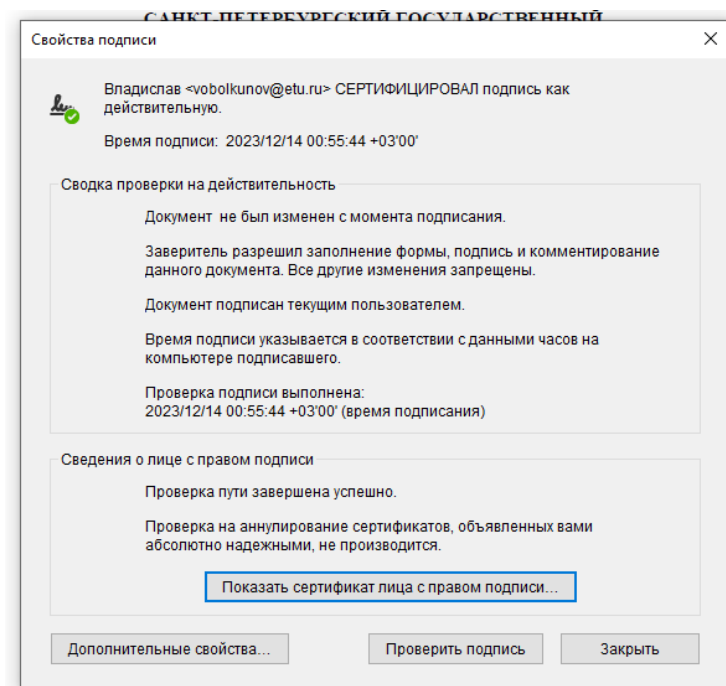 САНКТ-ПЕТЕРБУРГСКИЙ ГОСУДАРСТВЕННЫЙ
Свойства подписи
Владислав <vobolkunov@etu.ru> СЕРТИФИЦИРОВАЛ подпись как
действительную.
Время подписи: 2023/12/14 00:55:44 +03'00'
Сводка проверки на действительность
Документ не был изменен с момента подписания.
Заверитель разрешил заполнение формы, подпись и комментирование
данного документа. Все другие изменения запрещены.
Документ подписан текущим пользователем.
Время подписи указывается в соответствии с данными часов на
компьютере подписавшего.
Проверка подписи выполнена:
2023/12/14 00:55:44 +03'00' (время подписания)
Сведения о лице с правом подписи
Проверка пути завершена успешно.
Проверка на аннулирование сертификатов, объявленных вами
абсолютно надежными, не производится.
Показать сертификат лица с правом подписи...
Дополнительные свойства... Проверить подпись Закрыть